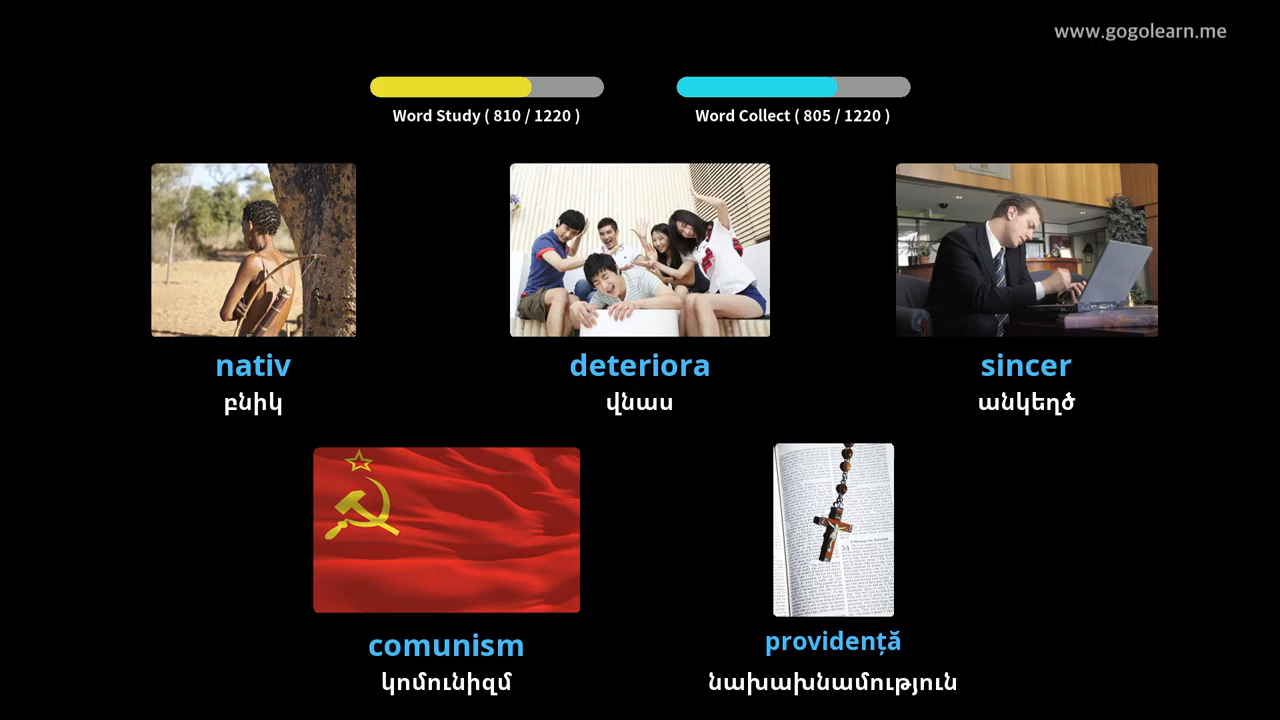 www.gogolearn.me
Word Study ( 810 / 1220 )
Word Collect ( 805 / 1220 )
nativ
բնիկ
deteriora
վնաս
sincer
անկեղծ
comunism
կոմունիզմ
providență
նախախնամություն